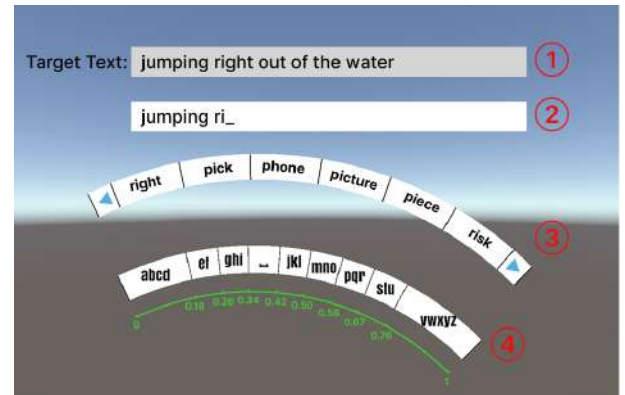 Target Text: jumping right out of the water ①
jumping ri_ ②
right pick phone picture piece risk ③
abcd ef ghi ⎵ jkl mno pqr stu vwxyz ④
0 0.18 0.26 0.34 0.42 0.50 0.58 0.67 0.76 1